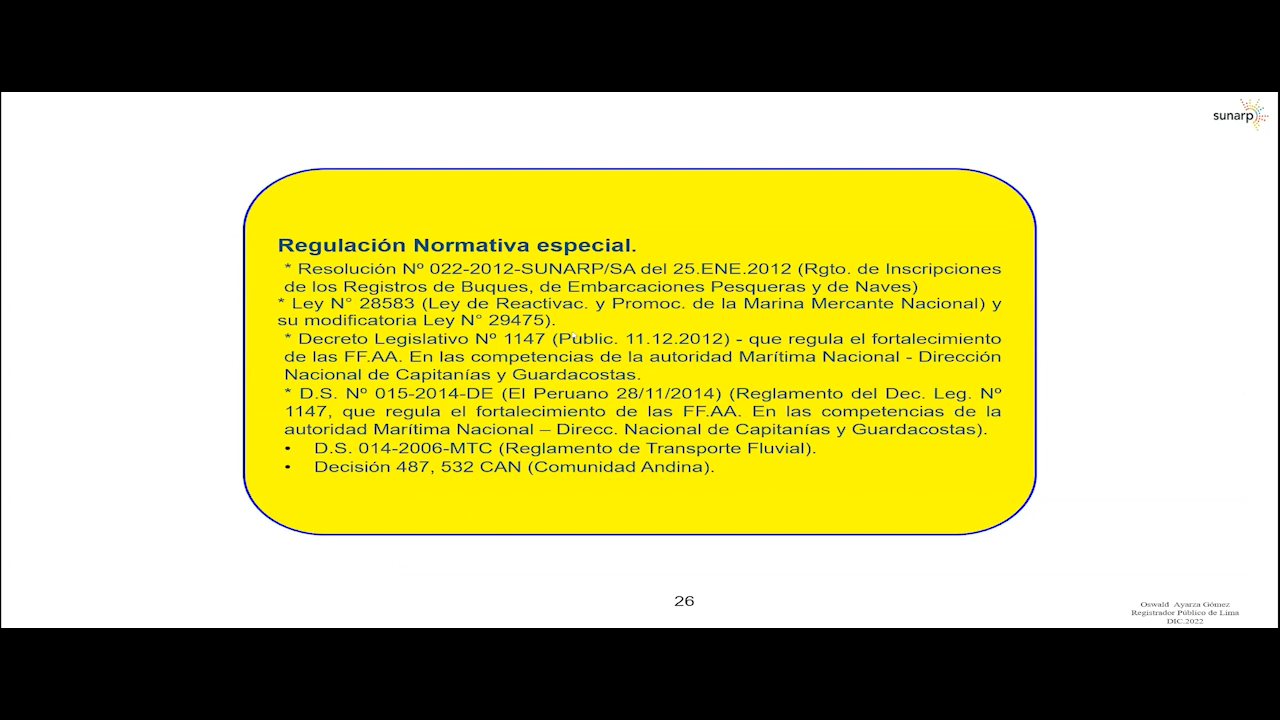 sunarp
Regulación Normativa especial.
* Resolución Nº 022-2012-SUNARP/SA del 25.ENE.2012 (Rgto. de Inscripciones
de los Registros de Buques, de Embarcaciones Pesqueras y de Naves)
* Ley N° 28583 (Ley de Reactivac. y Promoc. de la Marina Mercante Nacional) y
su modificatoria Ley N° 29475).
* Decreto Legislativo Nº 1147 (Públic. 11.12.2012) - que regula el fortalecimiento
de las FF.AA. En las competencias de la autoridad Marítima Nacional - Dirección
Nacional de Capitanías y Guardacostas.
* D.S. Nº 015-2014-DE (El Peruano 28/11/2014) (Reglamento del Dec. Leg. Nº
1147, que regula el fortalecimiento de las FF.AA. En las competencias de la
autoridad Marítima Nacional – Direcc. Nacional de Capitanías y Guardacostas).
• D.S. 014-2006-MTC (Reglamento de Transporte Fluvial).
• Decisión 487, 532 CAN (Comunidad Andina).
26
Oswald Ayarza Gómez
Registrador Público de Lima
DIC.2022